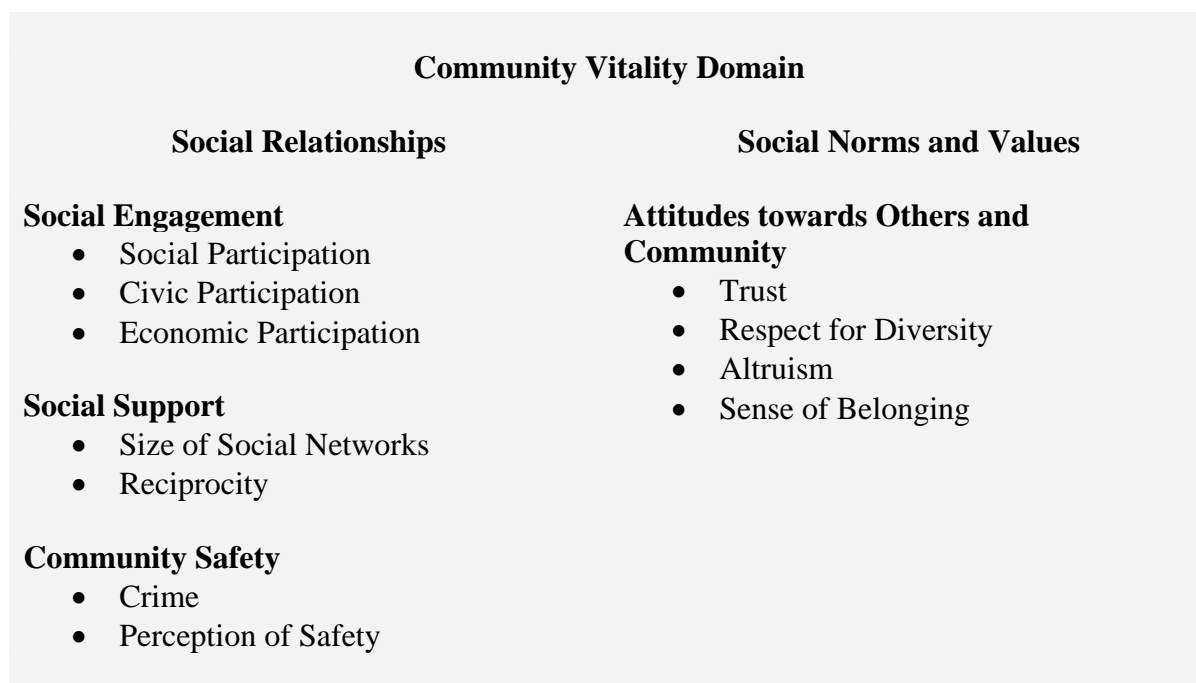 Community Vitality Domain
Social Relationships
Social Engagement
• Social Participation
• Civic Participation
• Economic Participation
Social Support
• Size of Social Networks
• Reciprocity
Community Safety
• Crime
• Perception of Safety
Social Norms and Values
Attitudes towards Others and
Community
• Trust
• Respect for Diversity
• Altruism
• Sense of Belonging